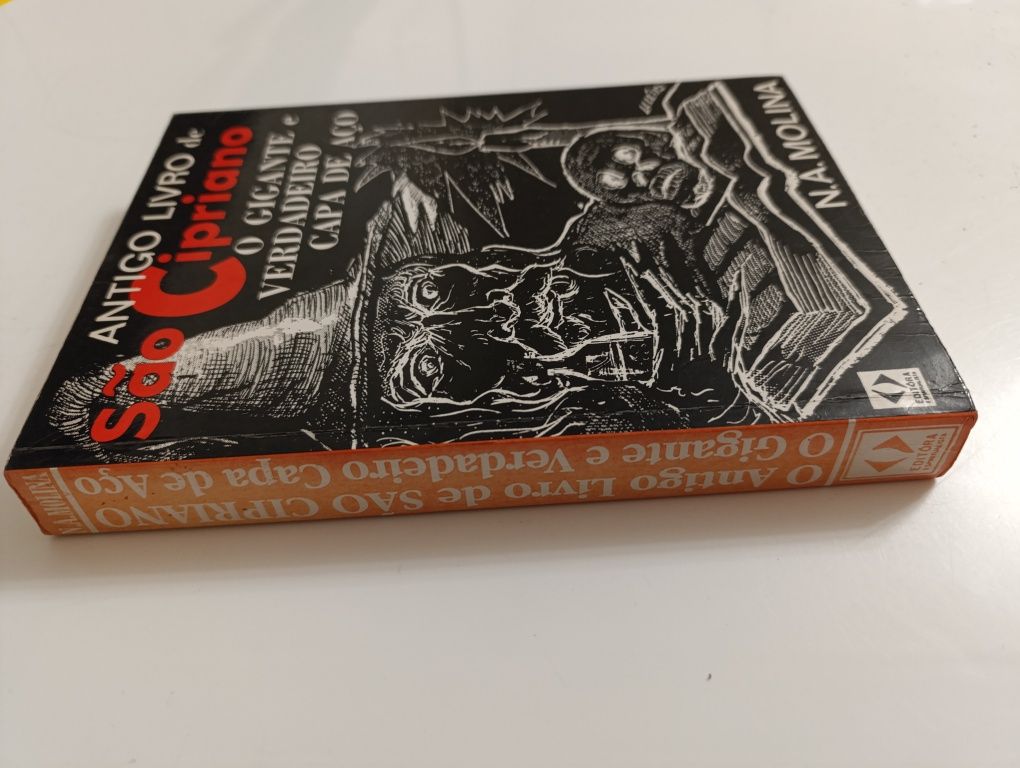 ANTIGO LIVRO de
São Cipriano
O GIGANTE e
VERDADEIRO
CAPA DE AÇO
N.A. MOLINA
EDITORA
N. A. MOLINA
O Antigo Livro de SÃO CIPRIANO
O Gigante e Verdadeiro Capa de Aço
EDITORA
ESPIRITUALISTA